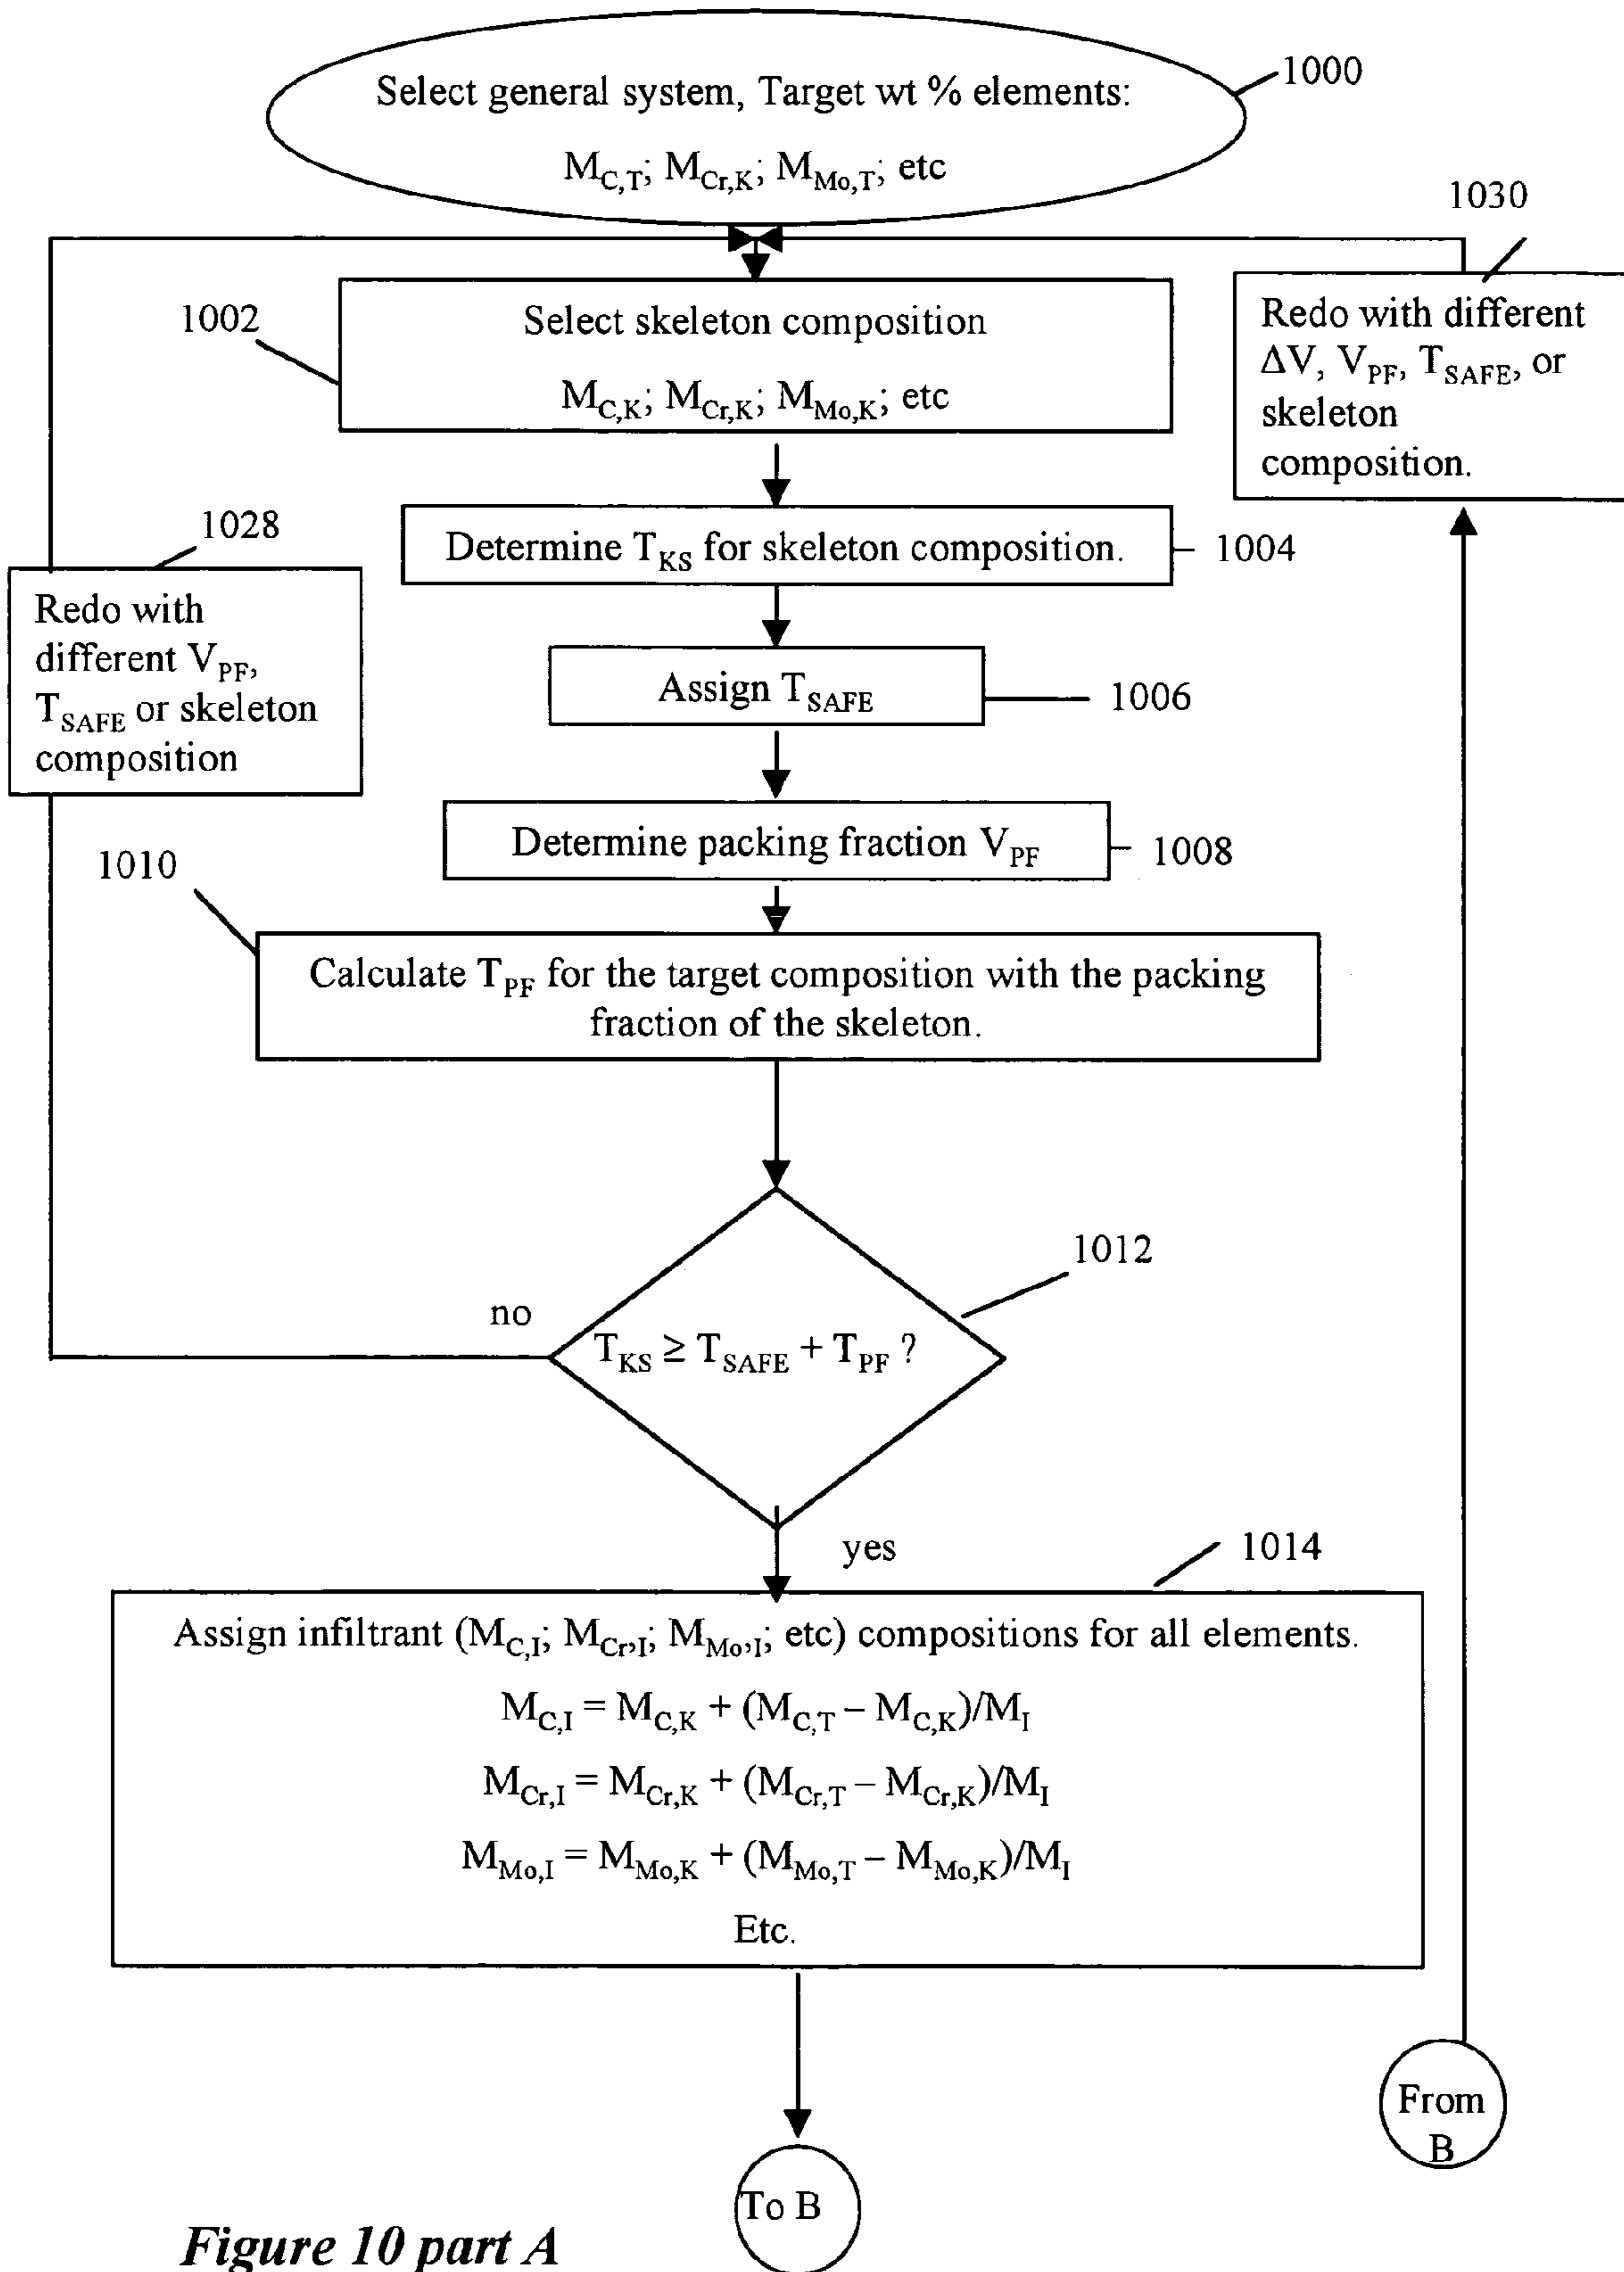 1000
Select general system, Target wt % elements:
M_C,T; M_Cr,K; M_Mo,T; etc
1030
Redo with different
ΔV, V_PF, T_SAFE, or
skeleton
composition.
1002
Select skeleton composition
M_C,K; M_Cr,K; M_Mo,K; etc
Determine T_KS for skeleton composition.
1004
1028
Redo with
different V_PF,
T_SAFE or skeleton
composition
Assign T_SAFE
1006
Determine packing fraction V_PF
1008
1010
Calculate T_PF for the target composition with the packing
fraction of the skeleton.
1012
no
T_KS ≥ T_SAFE + T_PF ?
yes
1014
Assign infiltrant (M_C,I; M_Cr,I; M_Mo,I; etc) compositions for all elements.
M_C,I = M_C,K + (M_C,T – M_C,K)/M_I
M_Cr,I = M_Cr,K + (M_Cr,T – M_Cr,K)/M_I
M_Mo,I = M_Mo,K + (M_Mo,T – M_Mo,K)/M_I
Etc.
From
B
To B
Figure 10 part A